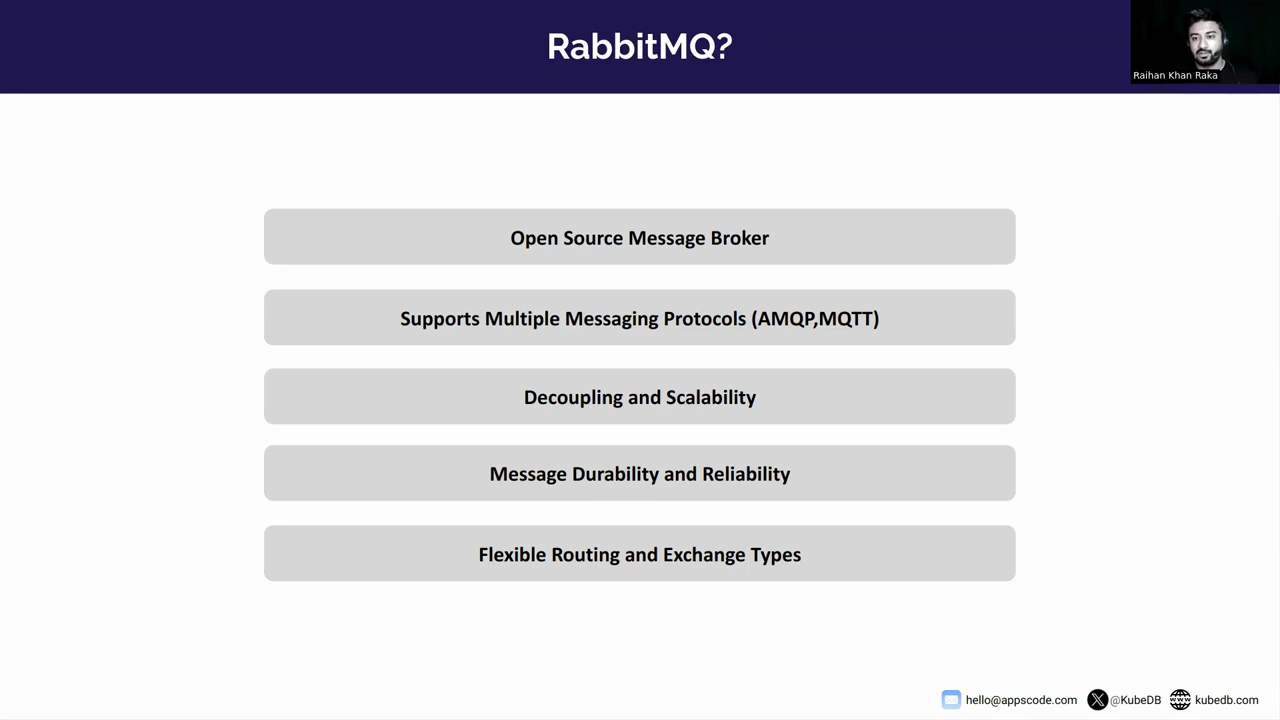 RabbitMQ?
Raihan Khan Raka
Open Source Message Broker
Supports Multiple Messaging Protocols (AMQP,MQTT)
Decoupling and Scalability
Message Durability and Reliability
Flexible Routing and Exchange Types
hello@appscode.com @KubeDB kubedb.com